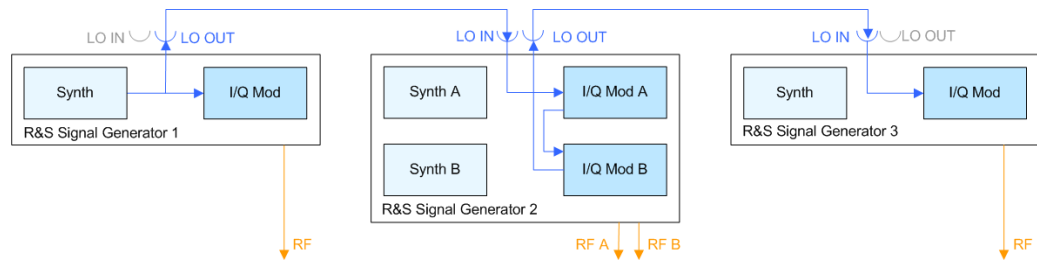 LO IN LO OUT
Synth
I/Q Mod
R&S Signal Generator 1
RF
LO IN LO OUT
Synth A
I/Q Mod A
Synth B
I/Q Mod B
R&S Signal Generator 2
RF A
RF B
LO IN LO OUT
Synth
I/Q Mod
R&S Signal Generator 3
RF